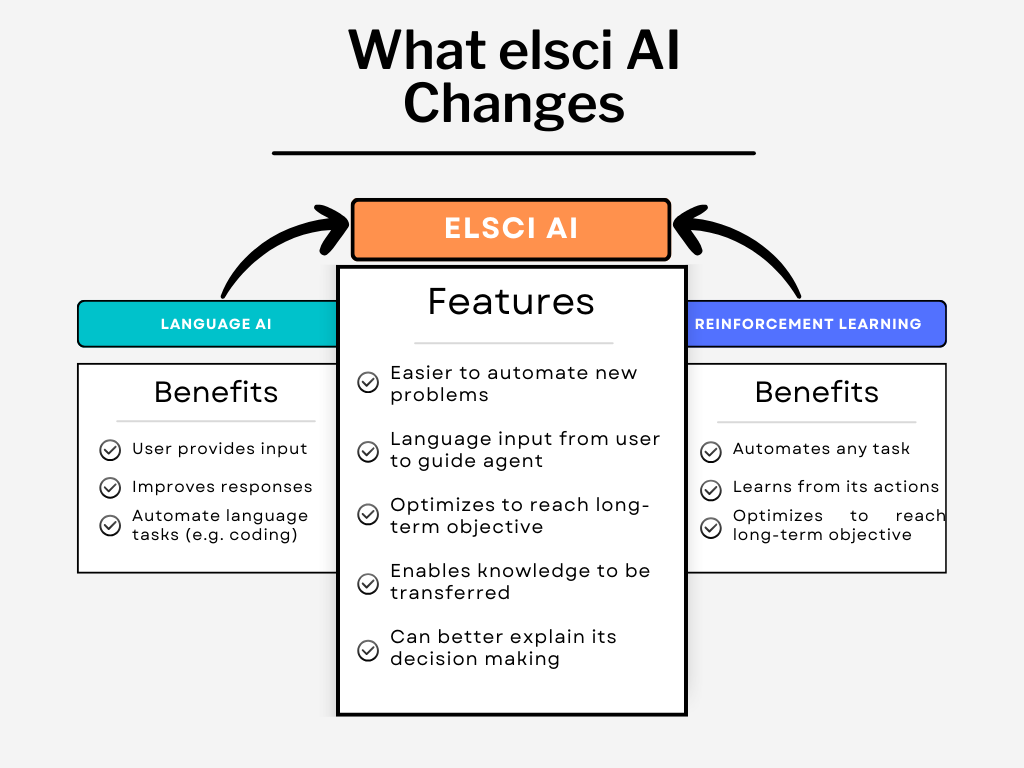 What elsci AI
Changes
ELSCI AI
Features
Easier to automate new
problems
Language input from user
to guide agent
Optimizes to reach long-
term objective
Enables knowledge to be
transferred
Can better explain its
decision making
LANGUAGE AI
Benefits
User provides input
Improves responses
Automate language
tasks (e.g. coding)
REINFORCEMENT LEARNING
Benefits
Automates any task
Learns from its actions
Optimizes to reach
long-term objective